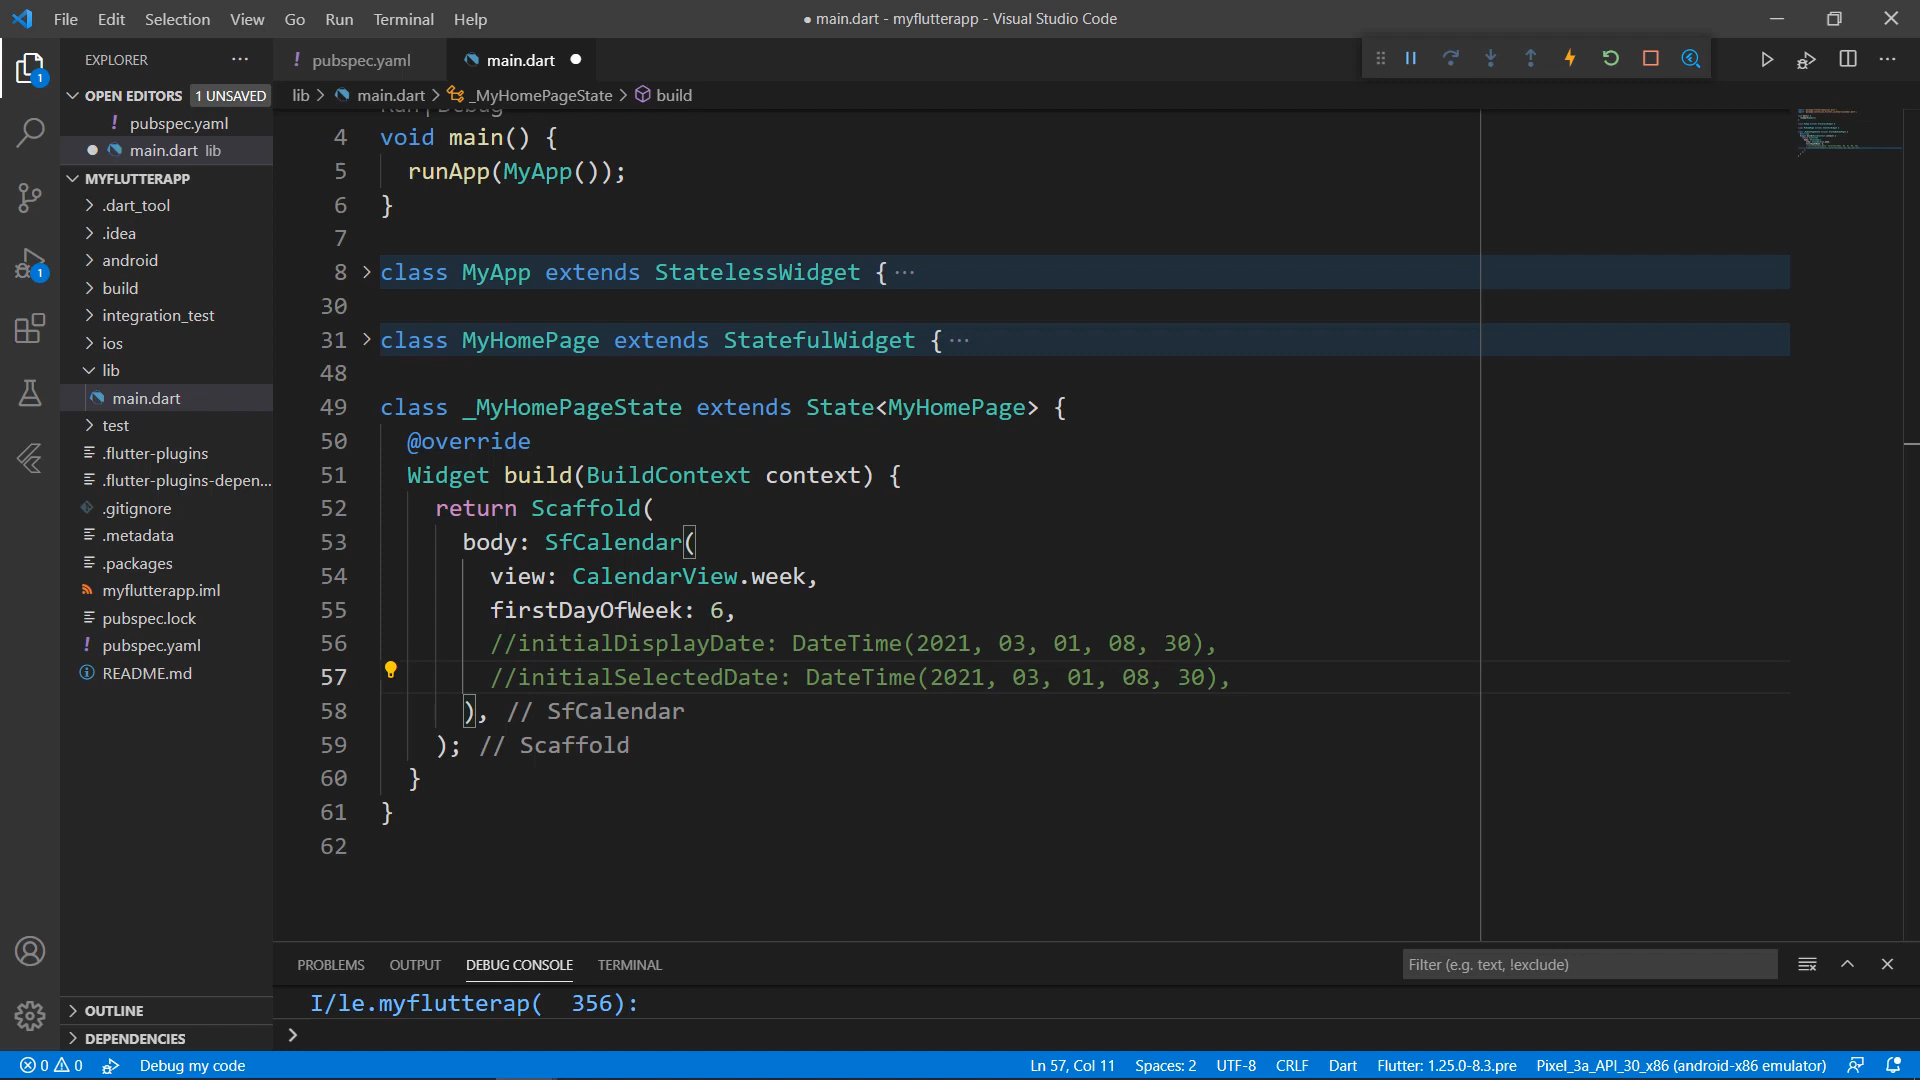 File Edit Selection View Go Run Terminal Help
● main.dart - myflutterapp - Visual Studio Code
EXPLORER
! pubspec.yaml
main.dart
OPEN EDITORS 1 UNSAVED
! pubspec.yaml
main.dart lib
MYFLUTTERAPP
.dart_tool
.idea
android
build
integration_test
ios
lib
main.dart
test
.flutter-plugins
.flutter-plugins-depen...
.gitignore
.metadata
.packages
myflutterapp.iml
pubspec.lock
! pubspec.yaml
README.md
OUTLINE
DEPENDENCIES
1
1
lib > main.dart > _MyHomePageState > build
Run | Debug
4 void main() {
5 runApp(MyApp());
6 }
7
8 class MyApp extends StatelessWidget {···
30
31 class MyHomePage extends StatefulWidget {···
48
49 class _MyHomePageState extends State<MyHomePage> {
50 @override
51 Widget build(BuildContext context) {
52 return Scaffold(
53 body: SfCalendar(
54 view: CalendarView.week,
55 firstDayOfWeek: 6,
56 //initialDisplayDate: DateTime(2021, 03, 01, 08, 30),
57 //initialSelectedDate: DateTime(2021, 03, 01, 08, 30),
58 ), // SfCalendar
59 ); // Scaffold
60 }
61 }
62
PROBLEMS OUTPUT DEBUG CONSOLE TERMINAL
Filter (e.g. text, !exclude)
I/le.myflutterap(  356):
>
0 0 Debug my code
Ln 57, Col 11 Spaces: 2 UTF-8 CRLF Dart Flutter: 1.25.0-8.3.pre Pixel_3a_API_30_x86 (android-x86 emulator)